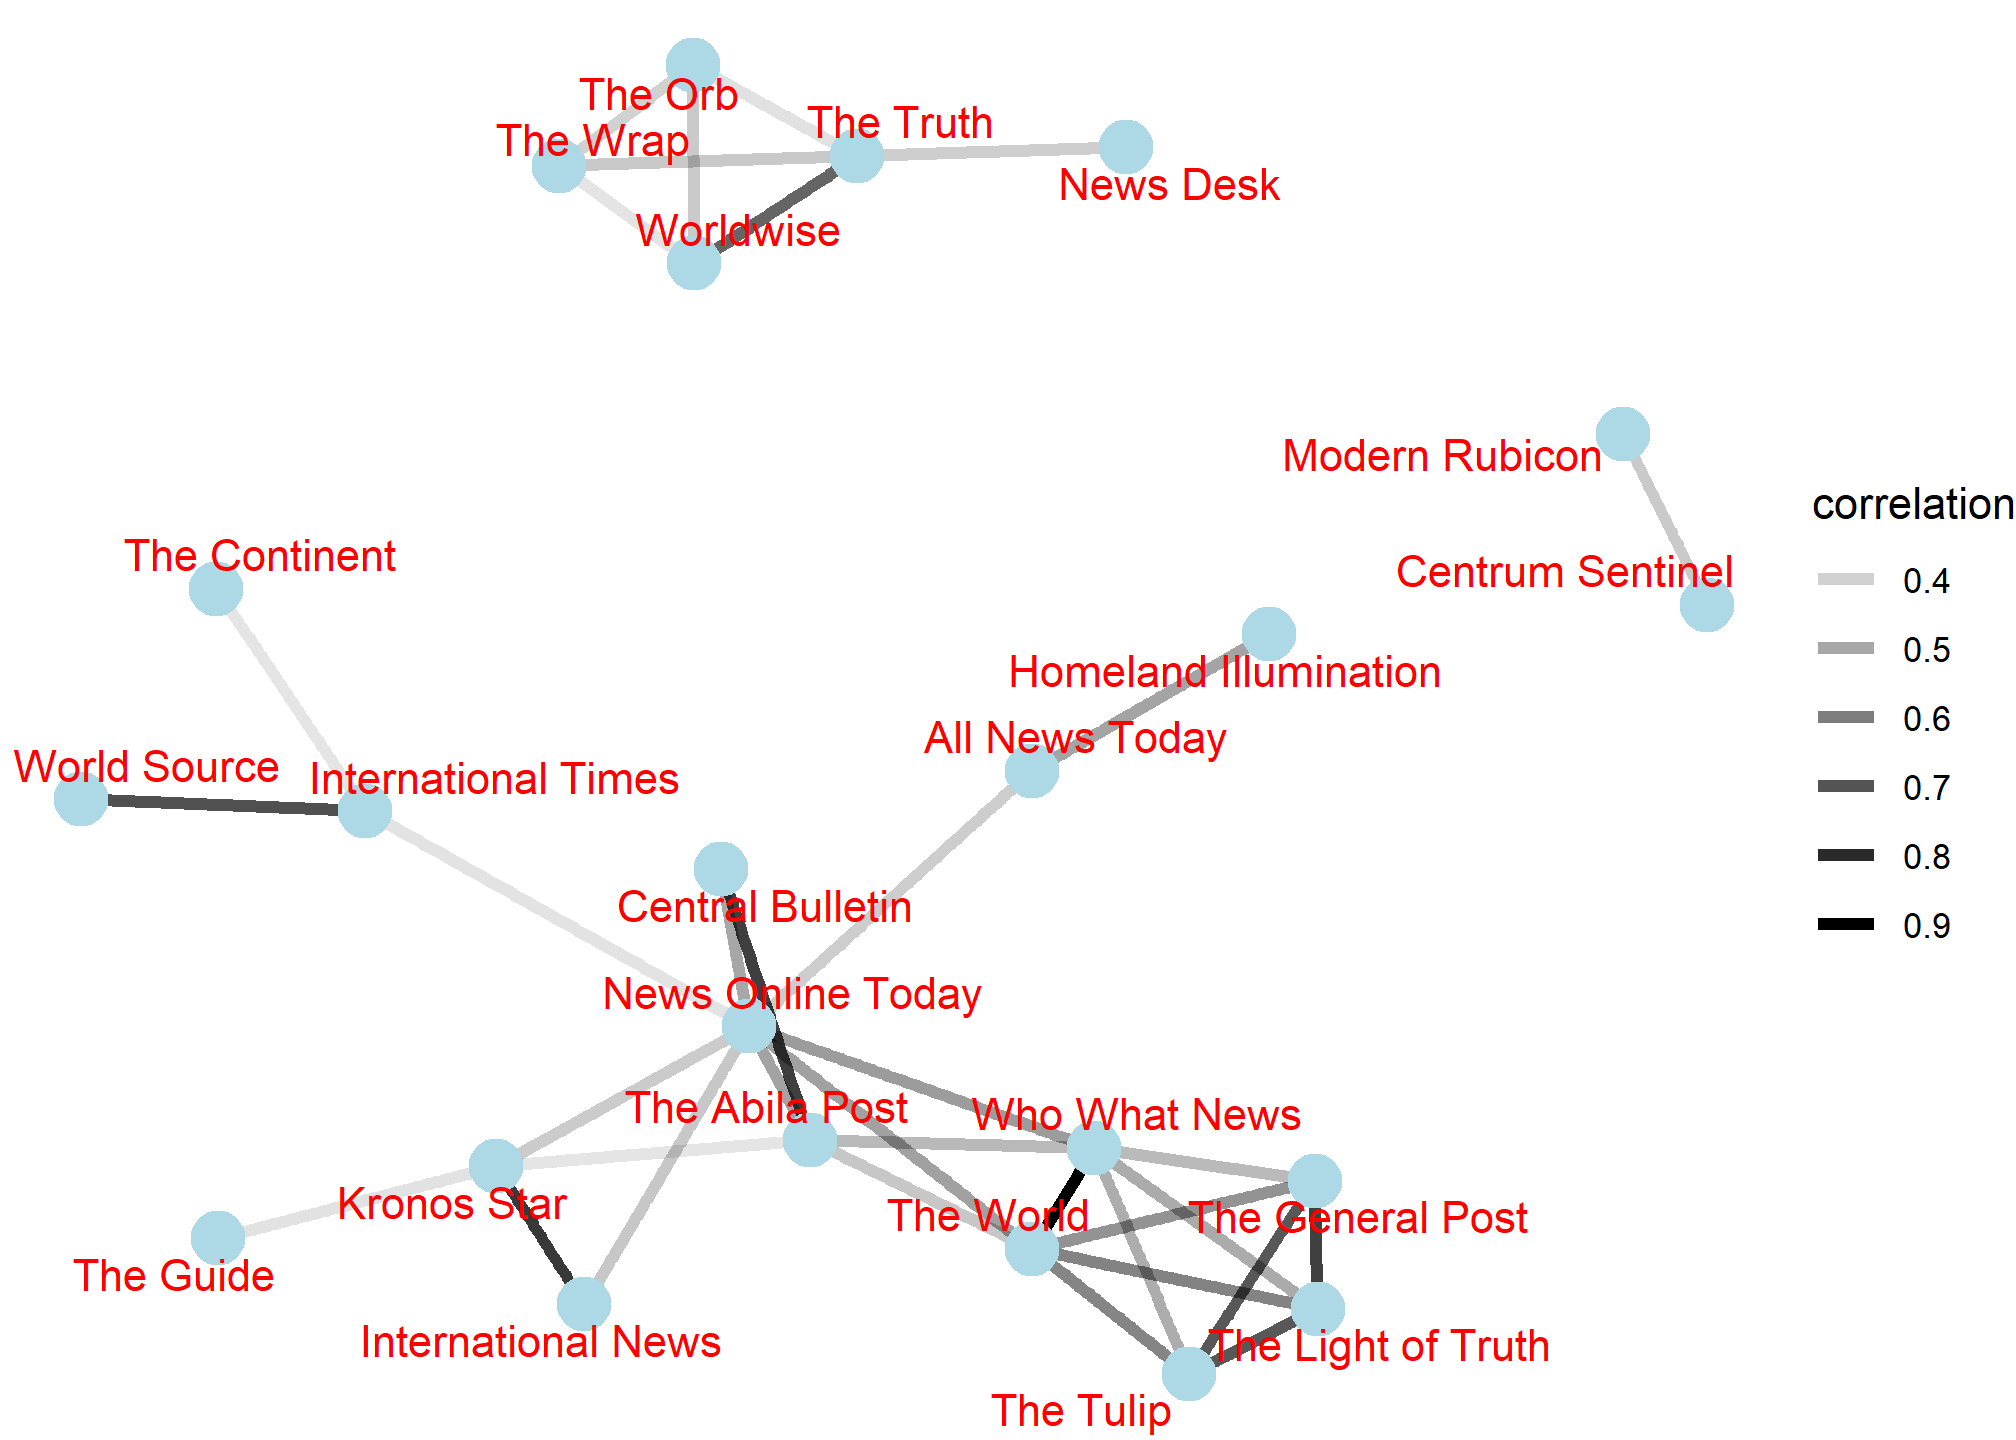 The Orb
The Wrap
The Truth
News Desk
Worldwise
Modern Rubicon
Centrum Sentinel
The Continent
Homeland Illumination
All News Today
World Source
International Times
Central Bulletin
News Online Today
The Abila Post
Who What News
Kronos Star
The World
The General Post
The Guide
International News
The Light of Truth
The Tulip
correlation
0.4
0.5
0.6
0.7
0.8
0.9